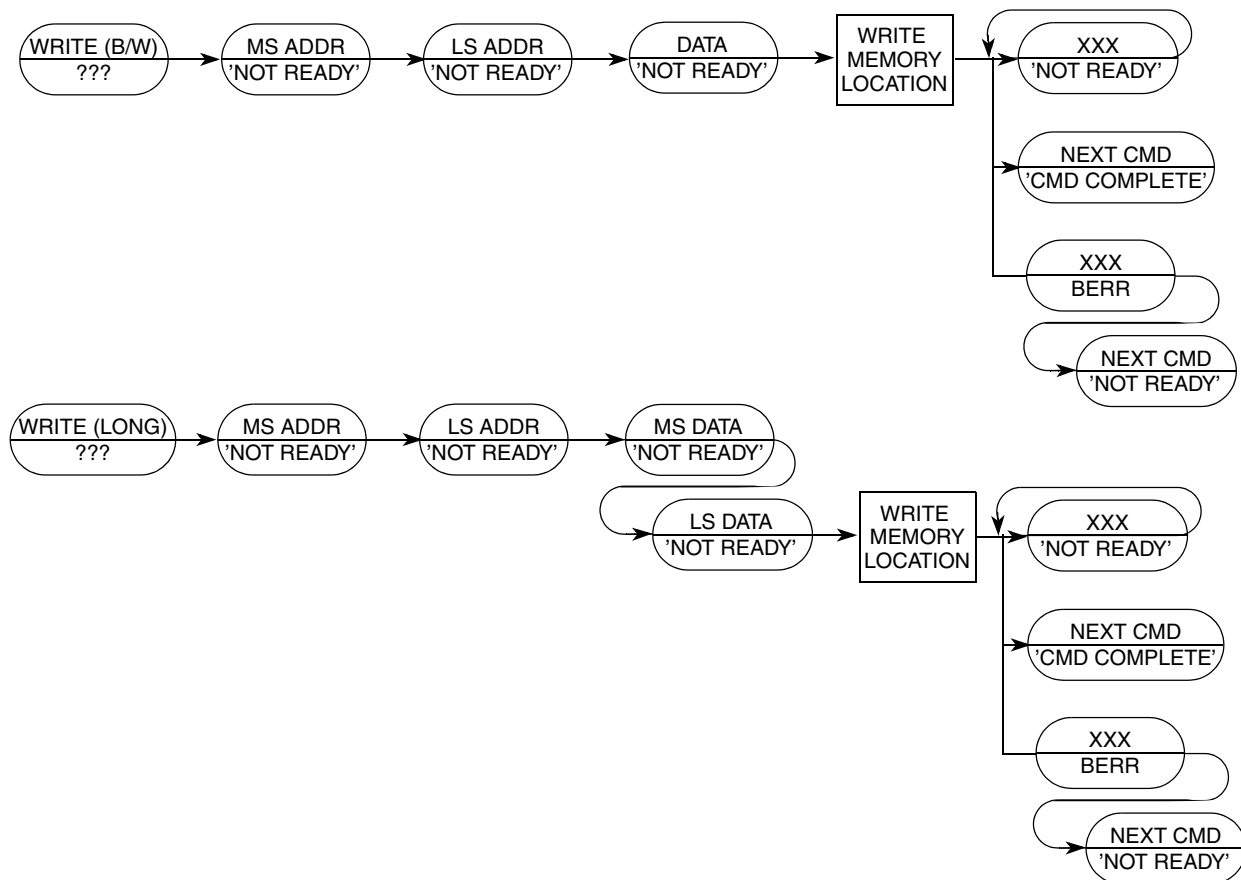 WRITE (B/W)
???
MS ADDR
'NOT READY'
LS ADDR
'NOT READY'
DATA
'NOT READY'
WRITE
MEMORY
LOCATION
XXX
'NOT READY'
NEXT CMD
'CMD COMPLETE'
XXX
BERR
NEXT CMD
'NOT READY'
WRITE (LONG)
???
MS ADDR
'NOT READY'
LS ADDR
'NOT READY'
MS DATA
'NOT READY'
LS DATA
'NOT READY'
WRITE
MEMORY
LOCATION
XXX
'NOT READY'
NEXT CMD
'CMD COMPLETE'
XXX
BERR
NEXT CMD
'NOT READY'